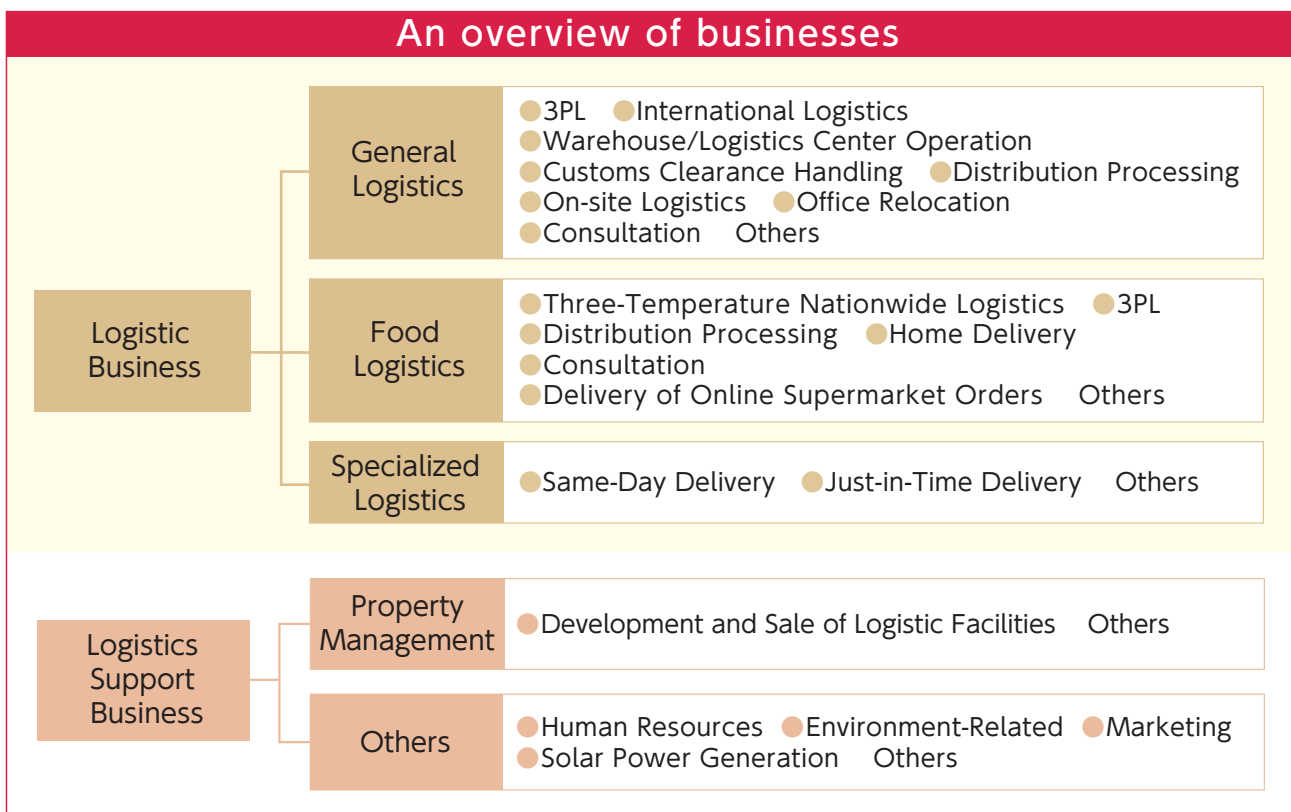 An overview of businesses
Logistic
Business
General
Logistics
●3PL ●International Logistics
●Warehouse/Logistics Center Operation
●Customs Clearance Handling ●Distribution Processing
●On-site Logistics ●Office Relocation
●Consultation Others
Food
Logistics
●Three-Temperature Nationwide Logistics ●3PL
●Distribution Processing ●Home Delivery
●Consultation
●Delivery of Online Supermarket Orders Others
Specialized
Logistics
●Same-Day Delivery ●Just-in-Time Delivery Others
Logistics
Support
Business
Property
Management
●Development and Sale of Logistic Facilities Others
Others
●Human Resources ●Environment-Related ●Marketing
●Solar Power Generation Others